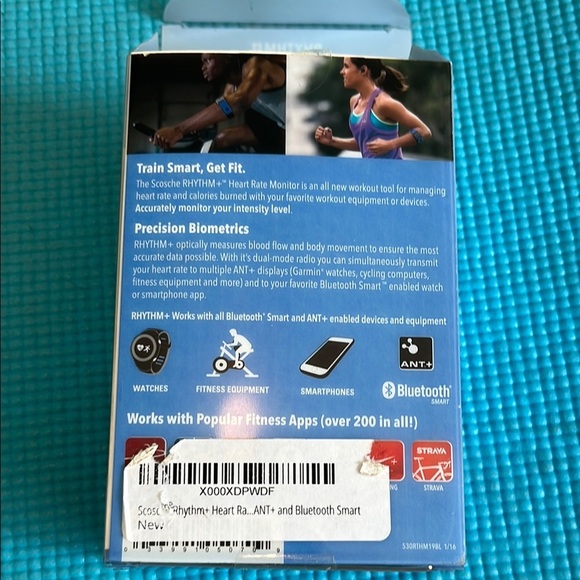 Train Smart, Get Fit.
The Scosche RHYTHM+™ Heart Rate Monitor is an all new workout tool for managing
heart rate and calories burned with your favorite workout equipment or devices.
Accurately monitor your intensity level.
Precision Biometrics
RHYTHM+ optically measures blood flow and body movement to ensure the most
accurate data possible. With it's dual-mode radio you can simultaneously transmit
your heart rate to multiple ANT+ displays (Garmin® watches, cycling computers,
fitness equipment and more) and to your favorite Bluetooth Smart™ enabled watch
or smartphone app.
RHYTHM+ Works with all Bluetooth® Smart and ANT+ enabled devices and equipment
ANT+
WATCHES
FITNESS EQUIPMENT
SMARTPHONES
Bluetooth®
SMART
Works with Popular Fitness Apps (over 200 in all!)
STRAVA
STRAVA
X000XDPWDF
Scosche Rhythm+ Heart Ra...ANT+ and Bluetooth Smart
New
530RTHM19BL 1/16